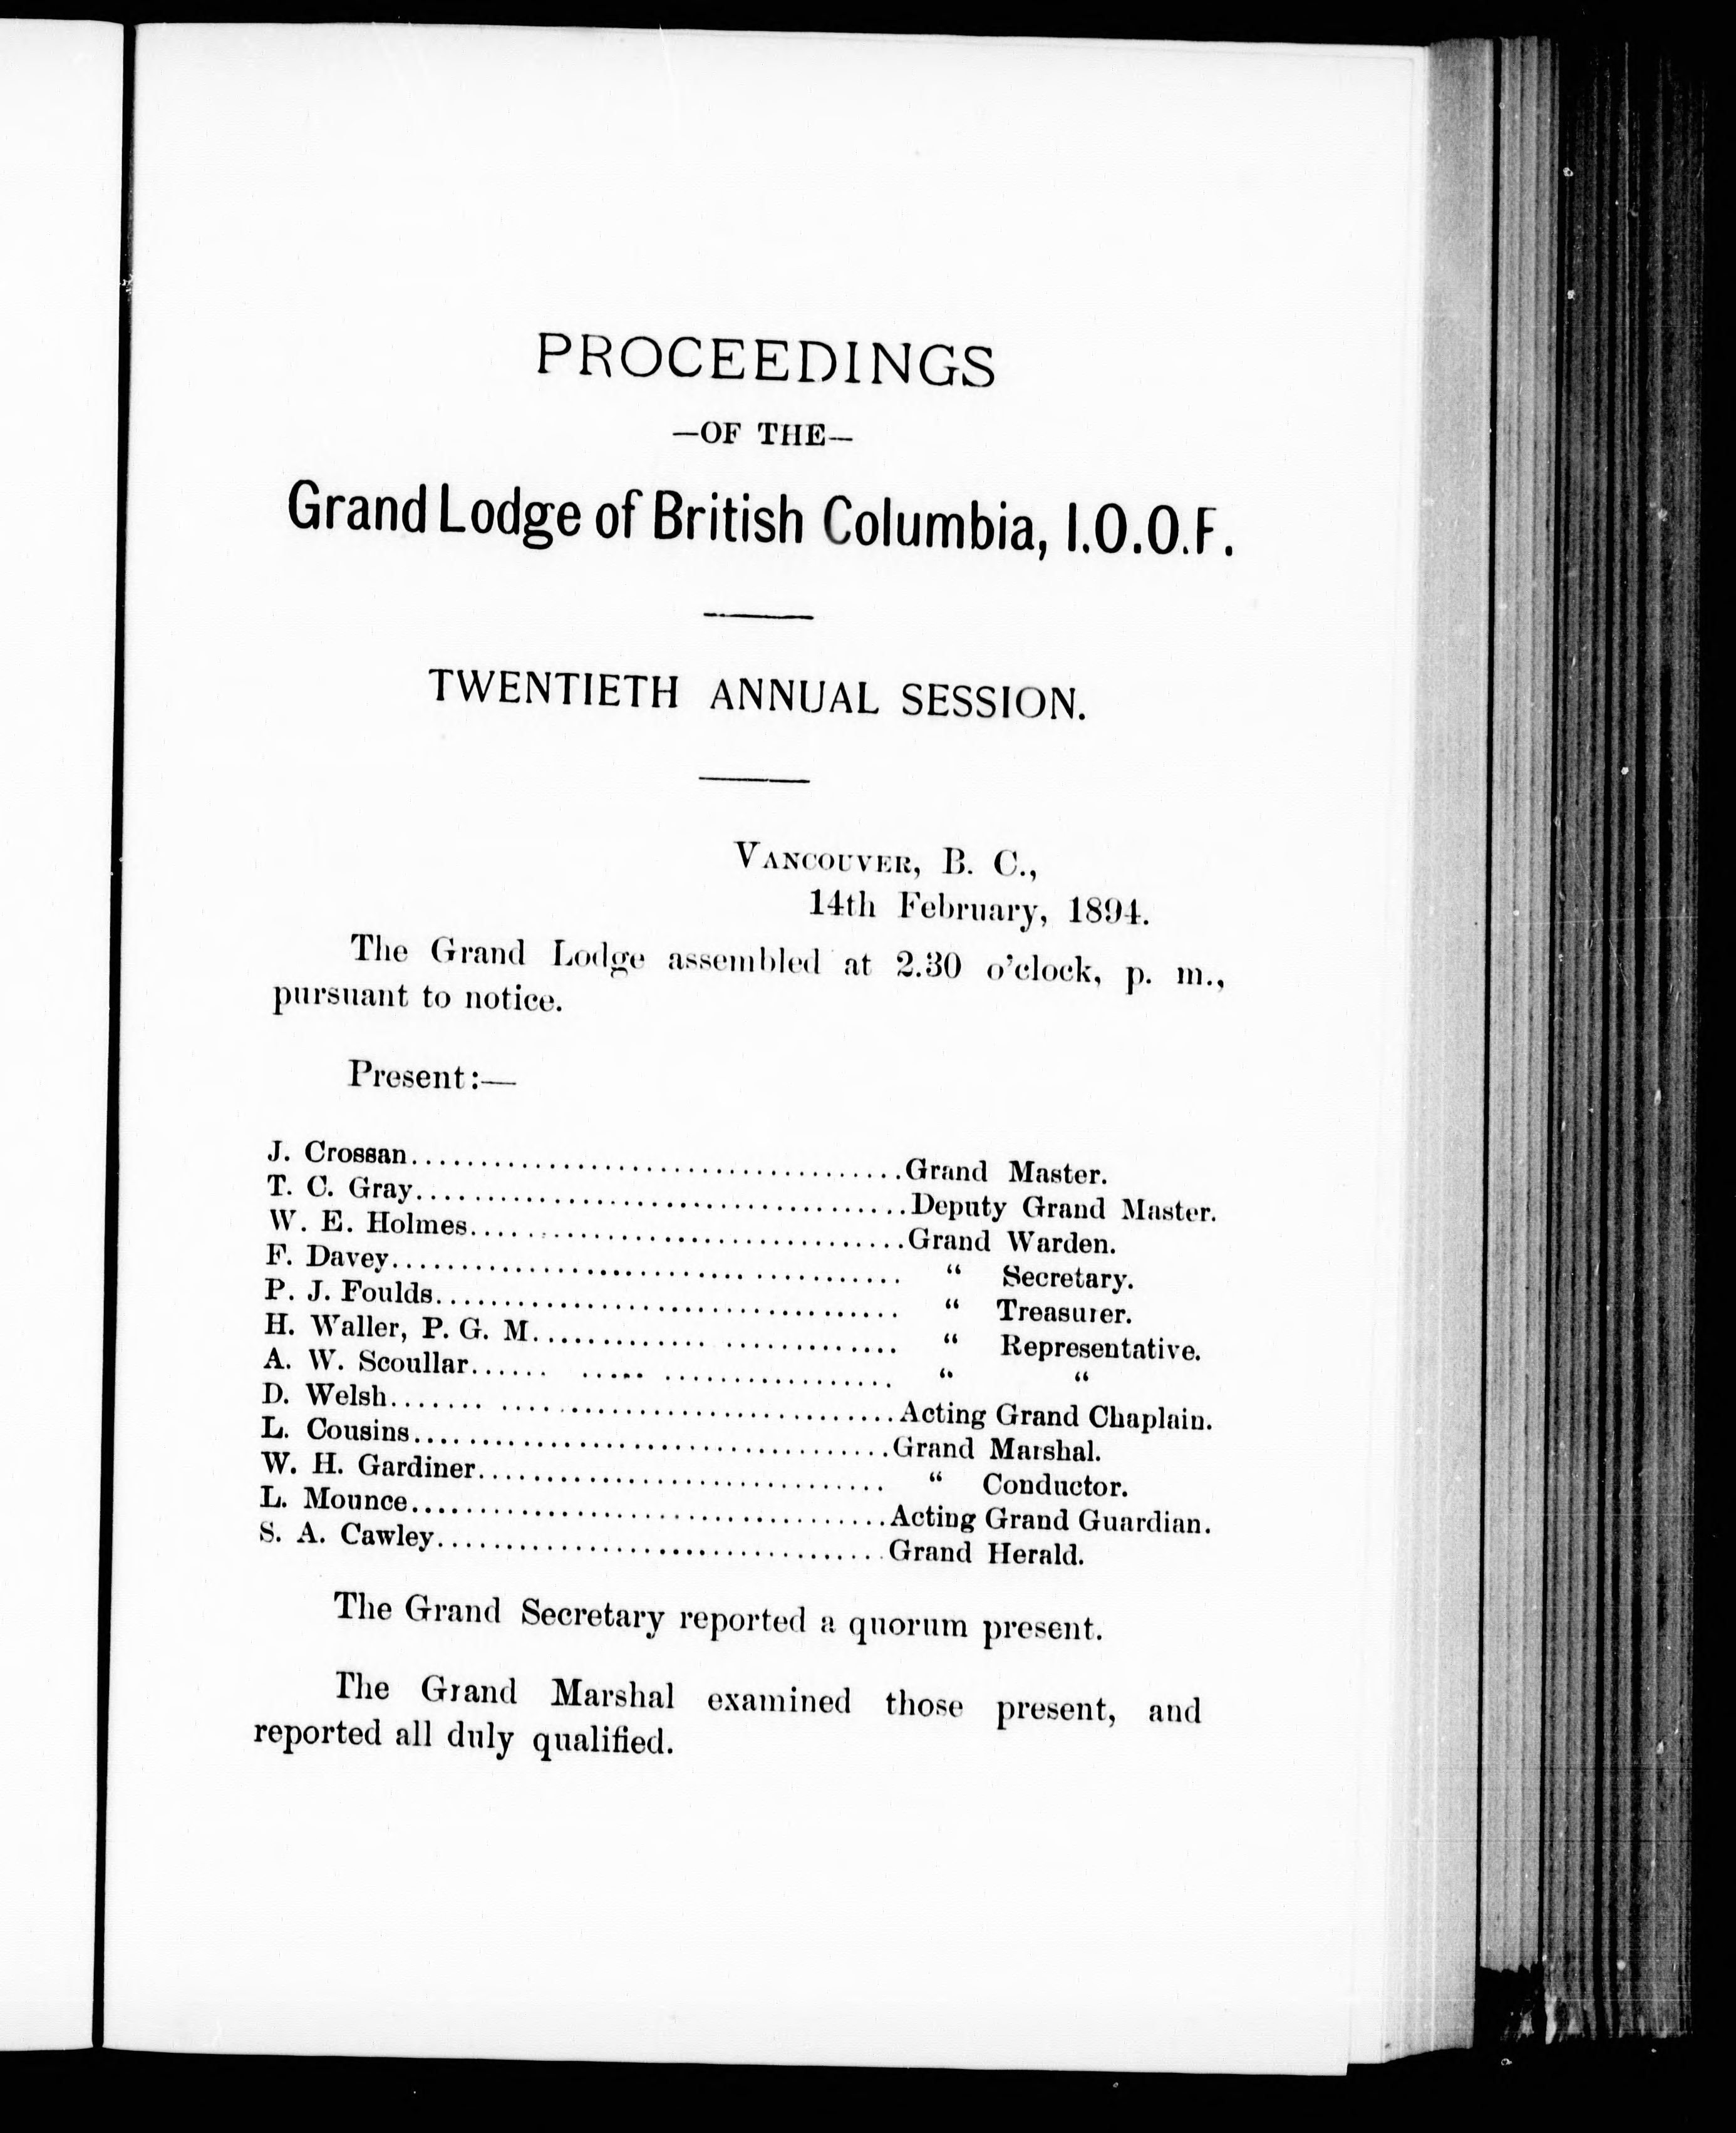 PROCEEDINGS
—OF THE—
Grand Lodge of British Columbia, I.O.O.F.
TWENTIETH ANNUAL SESSION.
VANCOUVER, B. C.,
14th February, 1894.
The Grand Lodge assembled at 2.30 o'clock, p. m.,
pursuant to notice.
Present:—
J. Crossan....................................Grand Master.
T. C. Gray....................................Deputy Grand Master.
W. E. Holmes................................Grand Warden.
F. Davey...................................... “ Secretary.
P. J. Foulds.................................. “ Treasurer.
H. Waller, P. G. M........................... “ Representative.
A. W. Scoullar...... ..... ................. “ “
D. Welsh....... ..............................Acting Grand Chaplain.
L. Cousins...................................Grand Marshal.
W. H. Gardiner.............................. “ Conductor.
L. Mounce...................................Acting Grand Guardian.
S. A. Cawley.................................Grand Herald.
The Grand Secretary reported a quorum present.
The Grand Marshal examined those present, and
reported all duly qualified.